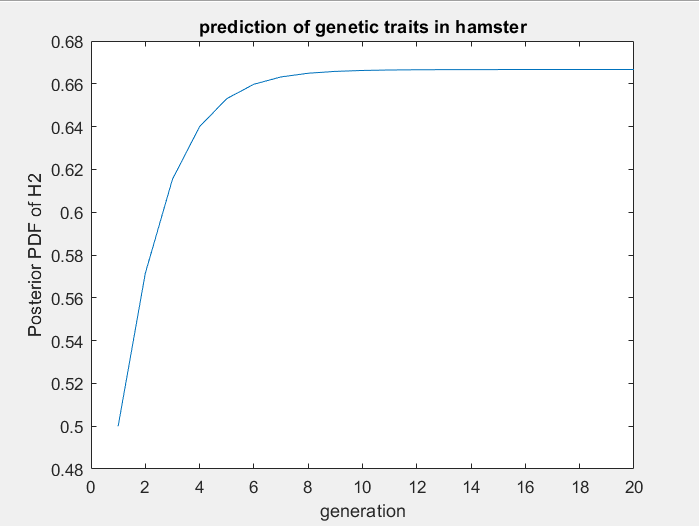 prediction of genetic traits in hamster
0.68
0.66
0.64
0.62
0.6
0.58
0.56
0.54
0.52
0.5
0.48
Posterior PDF of H2
0 2 4 6 8 10 12 14 16 18 20
generation